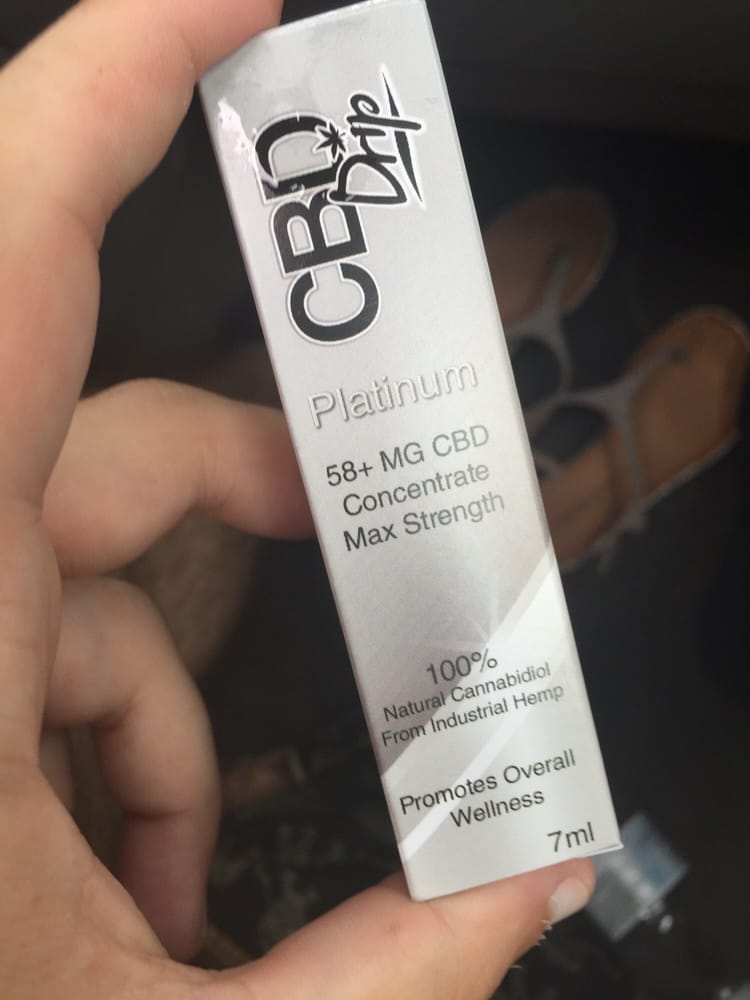 CBD Drip
Platinum
58+ MG CBD
Concentrate
Max Strength
100%
Natural Cannabidiol
From Industrial Hemp
Promotes Overall
Wellness
7ml